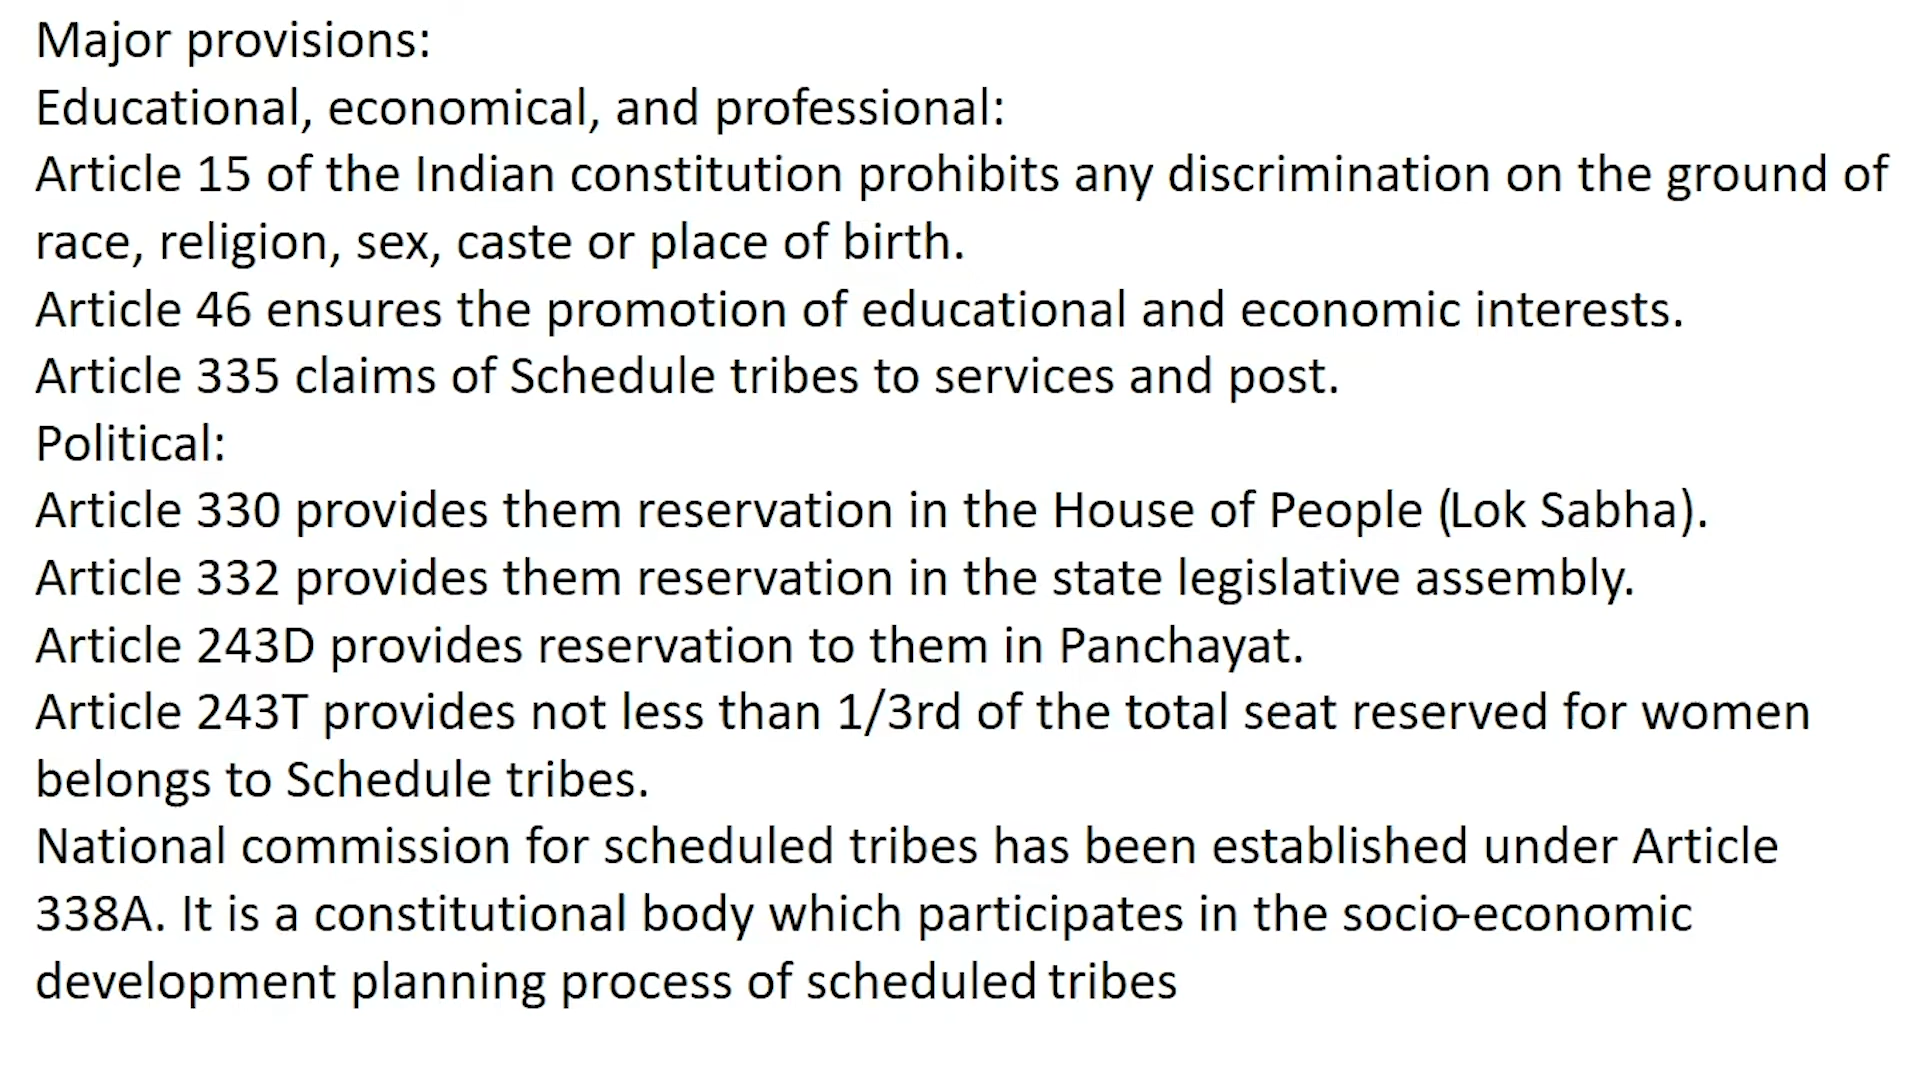 Major provisions:
Educational, economical, and professional:
Article 15 of the Indian constitution prohibits any discrimination on the ground of
race, religion, sex, caste or place of birth.
Article 46 ensures the promotion of educational and economic interests.
Article 335 claims of Schedule tribes to services and post.
Political:
Article 330 provides them reservation in the House of People (Lok Sabha).
Article 332 provides them reservation in the state legislative assembly.
Article 243D provides reservation to them in Panchayat.
Article 243T provides not less than 1/3rd of the total seat reserved for women
belongs to Schedule tribes.
National commission for scheduled tribes has been established under Article
338A. It is a constitutional body which participates in the socio-economic
development planning process of scheduled tribes